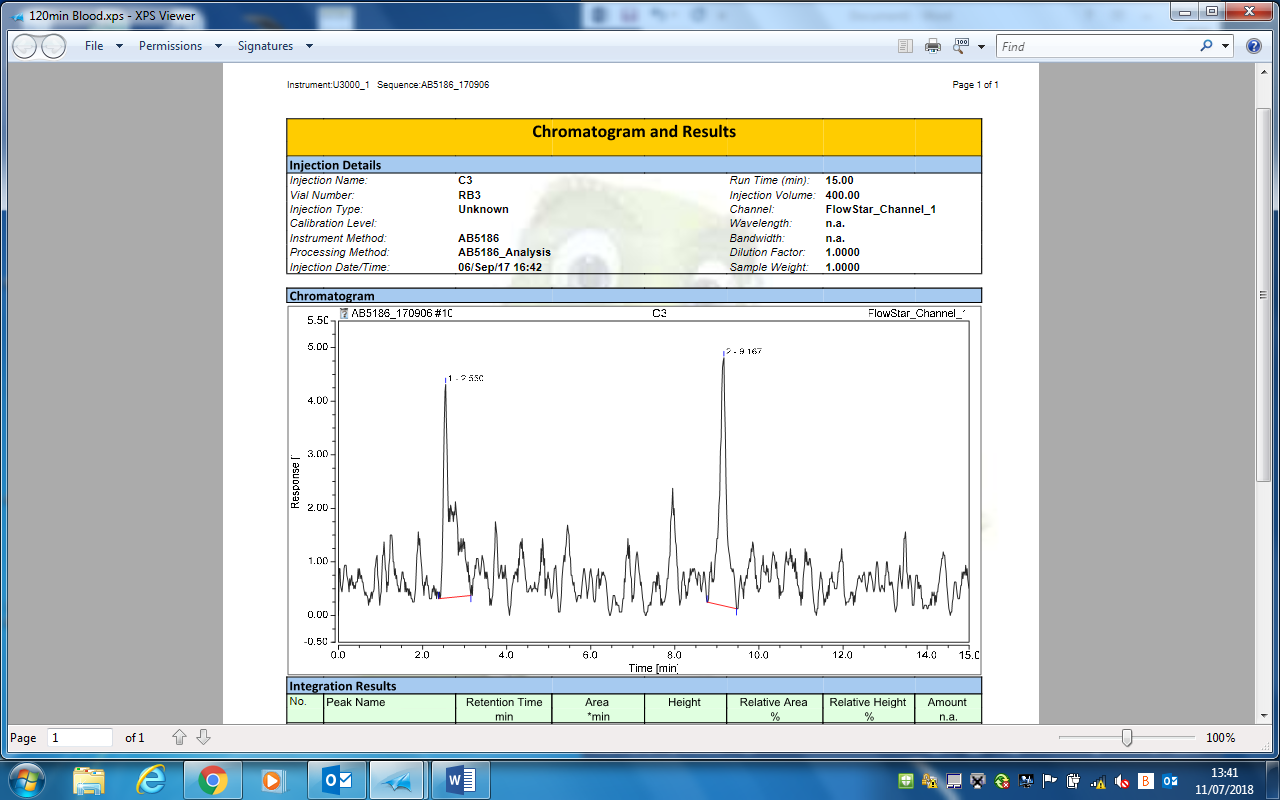 120min Blood.xps - XPS Viewer
File Permissions Signatures 100 Find
Instrument:U3000_1 Sequence:AB5186_170906 Page 1 of 1
Chromatogram and Results
Injection Details
Injection Name: C3 Run Time (min): 15.00
Vial Number: RB3 Injection Volume: 400.00
Injection Type: Unknown Channel: FlowStar_Channel_1
Calibration Level: Wavelength: n.a.
Instrument Method: AB5186 Bandwidth: n.a.
Processing Method: AB5186_Analysis Dilution Factor: 1.0000
Injection Date/Time: 06/Sep/17 16:42 Sample Weight: 1.0000
Chromatogram
AB5186_170906 #10 C3 FlowStar_Channel_1
5.50
5.00
2 - 9.167
1 - 2.550
4.00
3.00
2.00
1.00
0.00
-0.50
Response [
0.0 2.0 4.0 6.0 8.0 10.0 12.0 15.0
Time [min]
Integration Results
No. Peak Name Retention Time Area Height Relative Area Relative Height Amount
min *min % % n.a.
Page 1 of 1 100%
13:41
11/07/2018